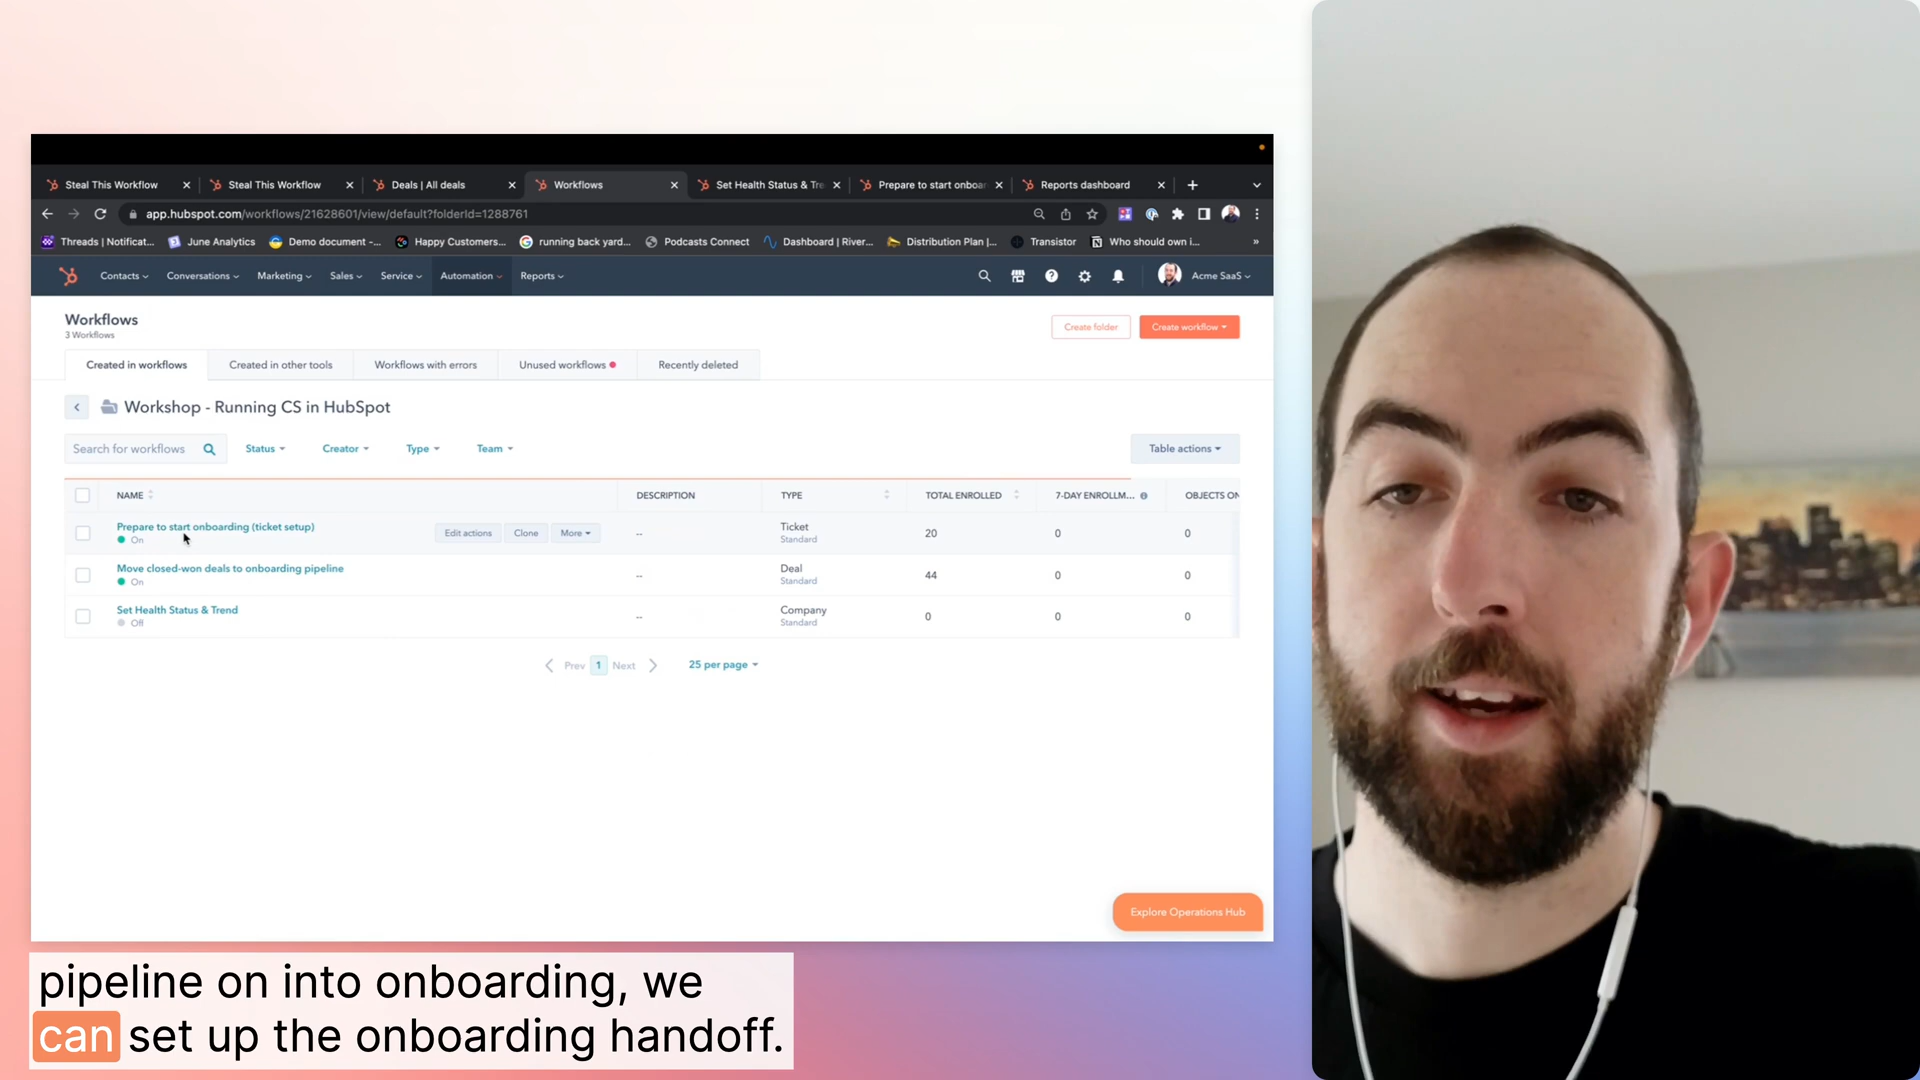 Steal This Workflow
Steal This Workflow
Deals | All deals
Workflows
Set Health Status & Tre
Prepare to start onboar
Reports dashboard
app.hubspot.com/workflows/21628601/view/default?folderId=1288761
Threads | Notificat...
June Analytics
Demo document -...
Happy Customers...
running back yard...
Podcasts Connect
Dashboard | River...
Distribution Plan |...
Transistor
Who should own i...
»
Contacts
Conversations
Marketing
Sales
Service
Automation
Reports
Acme SaaS
Workflows
3 Workflows
Create folder
Create workflow
Created in workflows
Created in other tools
Workflows with errors
Unused workflows
Recently deleted
Workshop - Running CS in HubSpot
Search for workflows
Status
Creator
Type
Team
Table actions
NAME
DESCRIPTION
TYPE
TOTAL ENROLLED
7-DAY ENROLLM...
OBJECTS ON
Prepare to start onboarding (ticket setup)
On
Edit actions
Clone
More
--
Ticket
Standard
20
0
0
Move closed-won deals to onboarding pipeline
On
--
Deal
Standard
44
0
0
Set Health Status & Trend
Off
--
Company
Standard
0
0
0
Prev
1
Next
25 per page
Explore Operations Hub
pipeline on into onboarding, we
can set up the onboarding handoff.